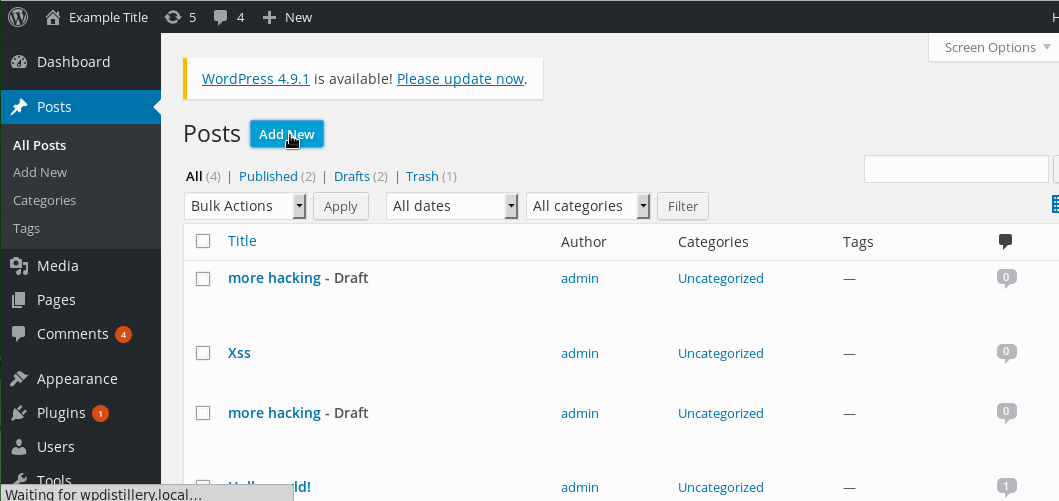 Example Title 5 4 New H
Dashboard
Screen Options
WordPress 4.9.1 is available! Please update now.
Posts
Posts Add New
All Posts
Add New
Categories
Tags
All (4) | Published (2) | Drafts (2) | Trash (1)
Bulk Actions Apply All dates All categories Filter
Title Author Categories Tags
Media
more hacking - Draft admin Uncategorized — 0
Pages
Comments 4
Xss admin Uncategorized — 0
Appearance
Plugins 1
more hacking - Draft admin Uncategorized — 0
Users
Tools
ld! admin Uncategorized — 1
Waiting for wpdistillery.local...